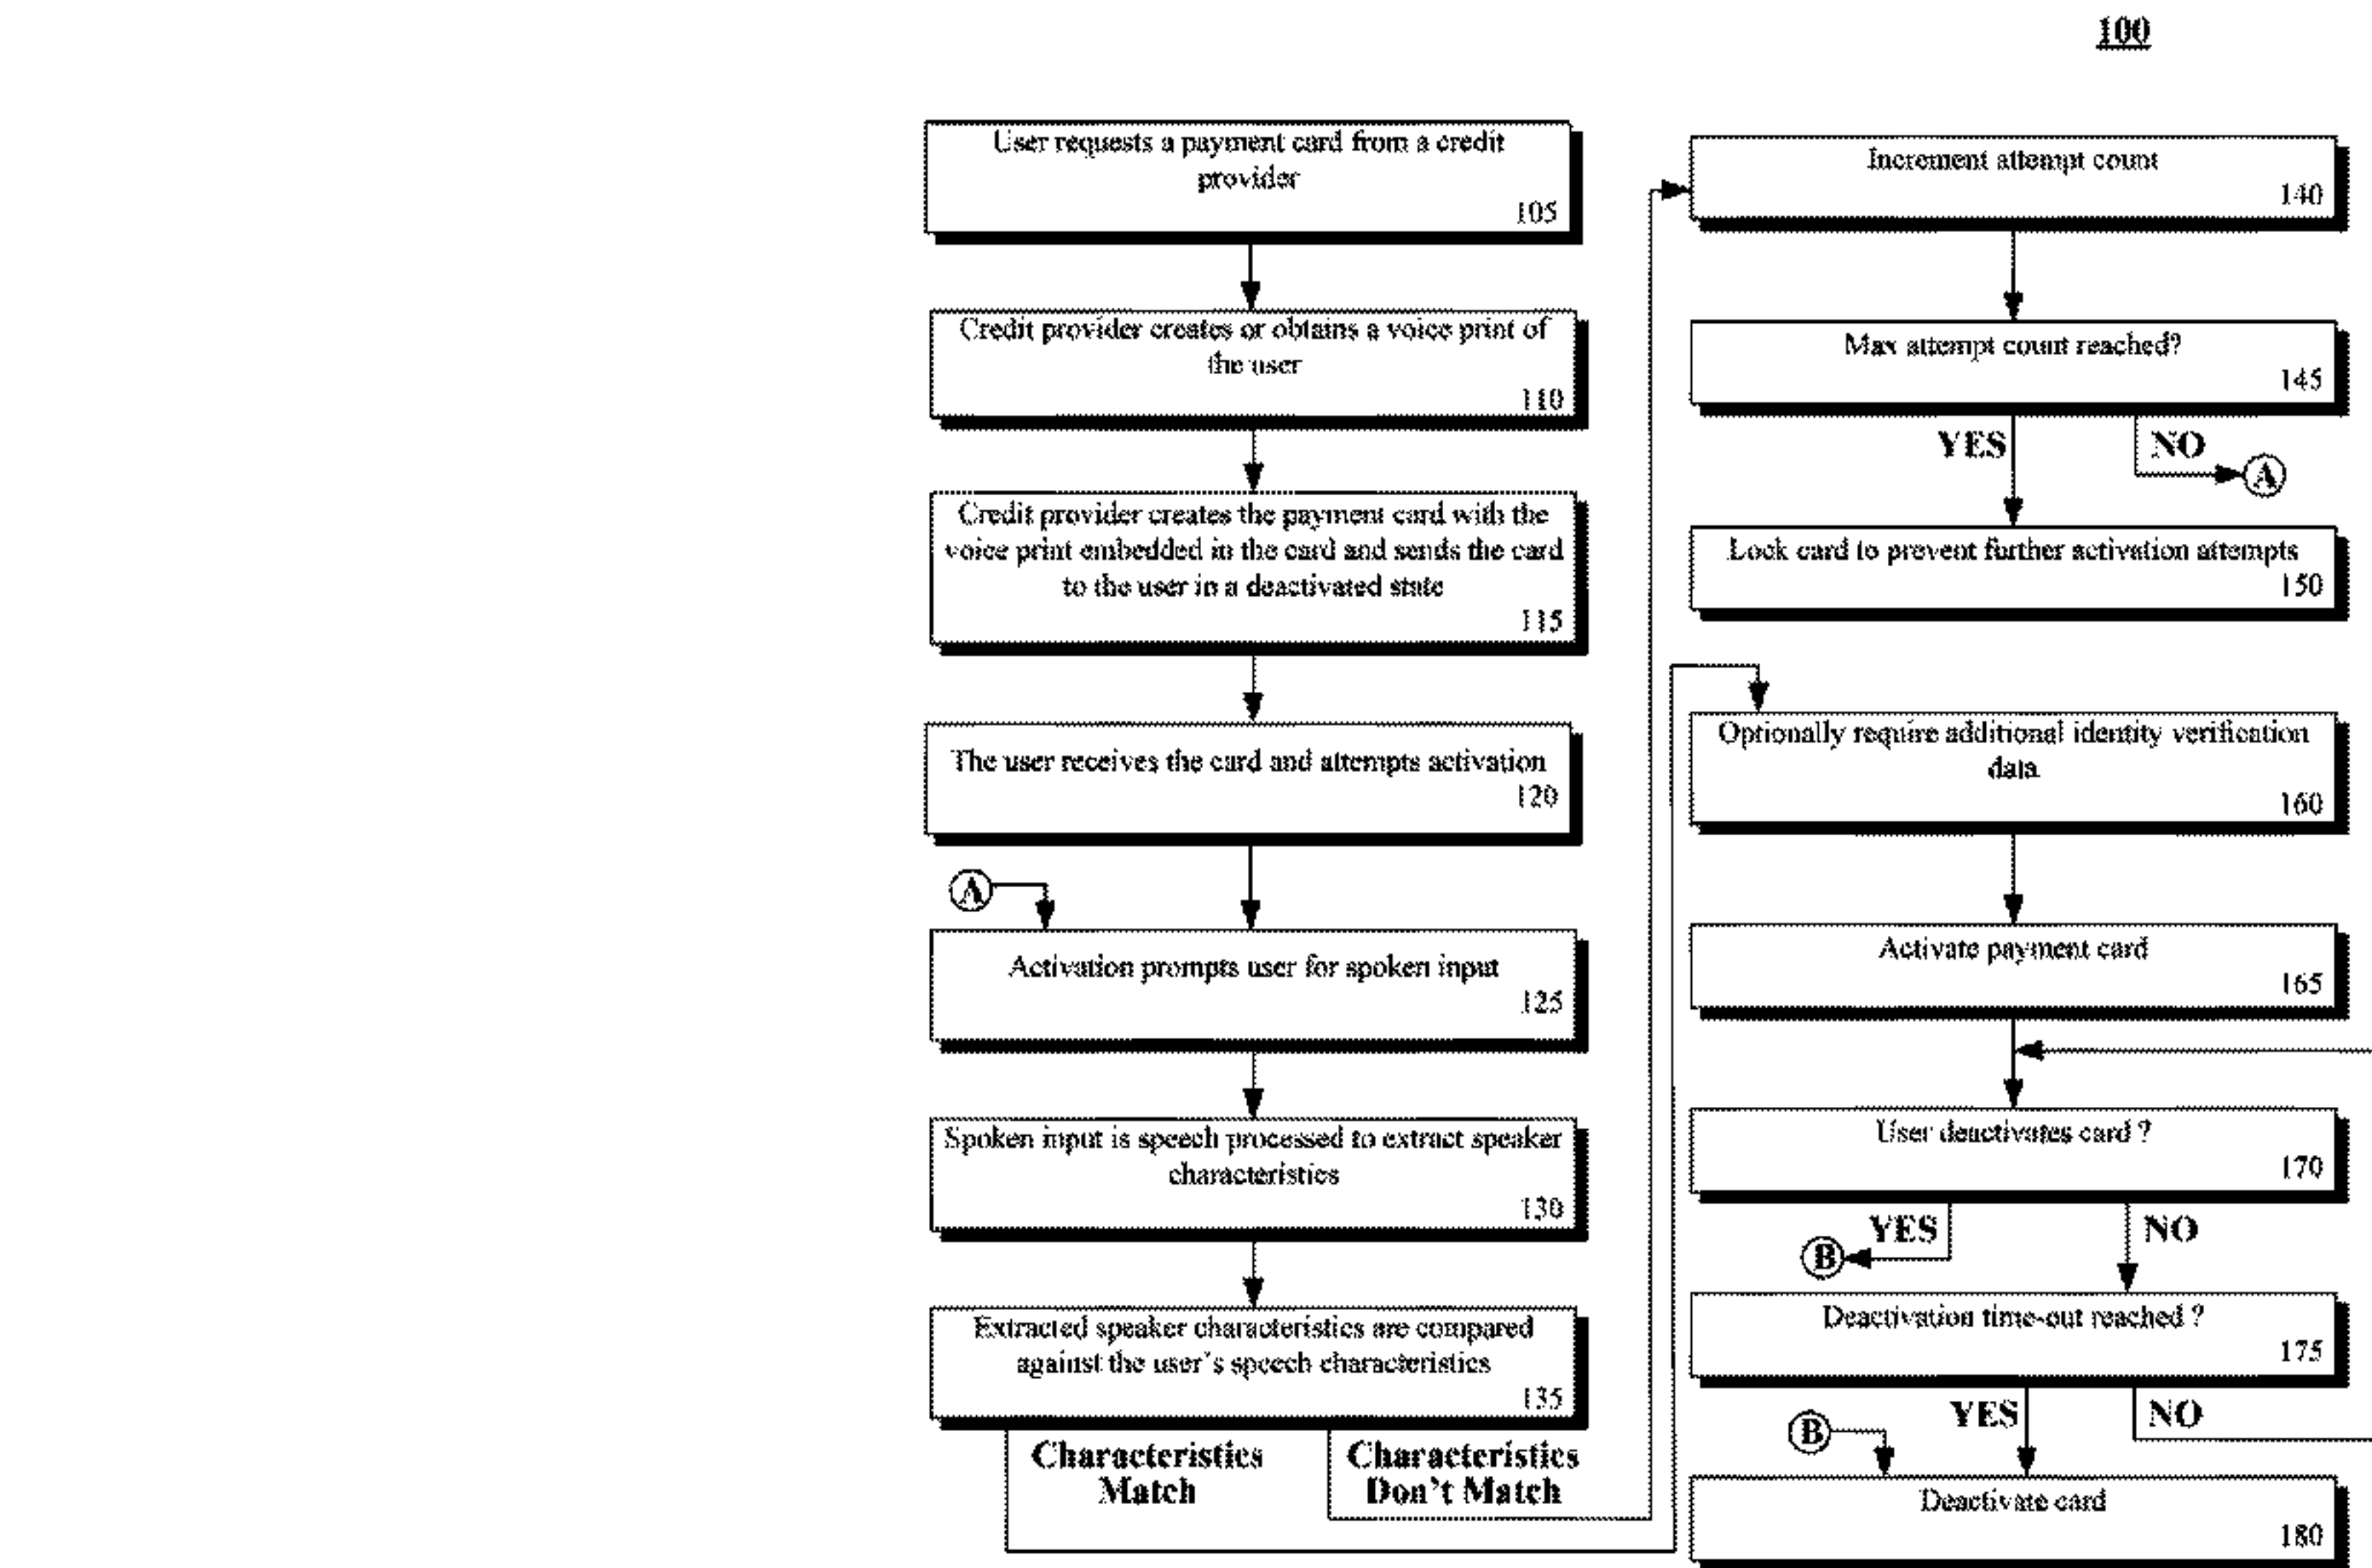 100
User requests a payment card from a credit
provider
105
Credit provider creates or obtains a voice print of
the user
110
Credit provider creates the payment card with the
voice print embedded in the card and sends the card
to the user in a deactivated state
115
The user receives the card and attempts activation
120
A
Activation prompts user for spoken input
125
Spoken input is speech processed to extract speaker
characteristics
130
Extracted speaker characteristics are compared
against the user's speech characteristics
135
Characteristics
Match
Characteristics
Don't Match
Increment attempt count
140
Max attempt count reached?
145
YES
NO
A
Lock card to prevent further activation attempts
150
Optionally require additional identity verification
data
160
Activate payment card
165
User deactivates card ?
170
YES
NO
B
Deactivation time-out reached ?
175
YES
NO
B
Deactivate card
180